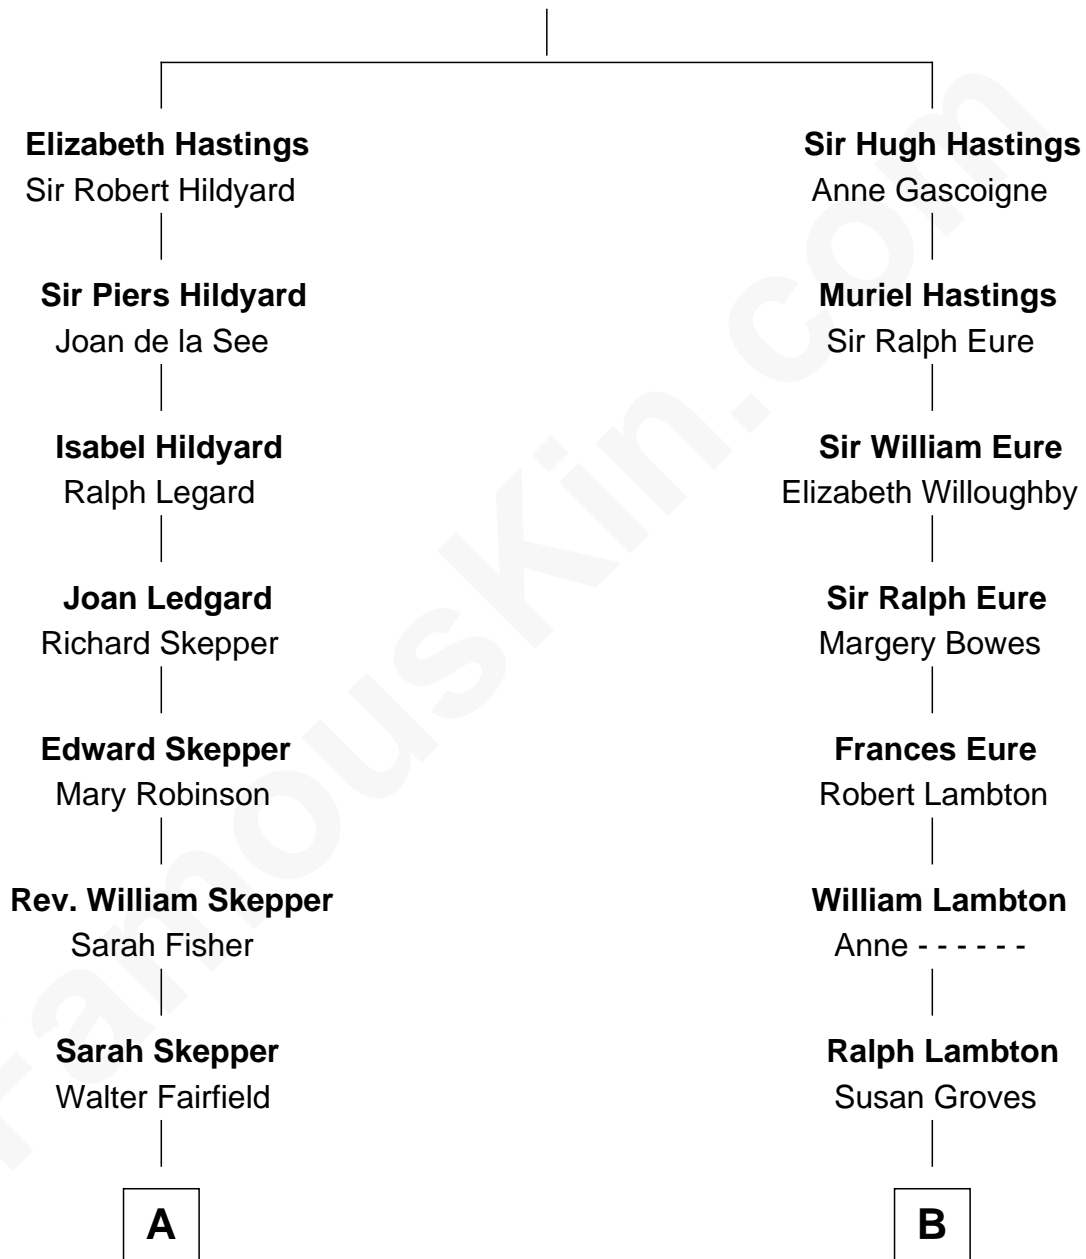 Elizabeth Hastings
Sir Robert Hildyard
Sir Hugh Hastings
Anne Gascoigne
Sir Piers Hildyard
Joan de la See
Muriel Hastings
Sir Ralph Eure
Isabel Hildyard
Ralph Legard
Sir William Eure
Elizabeth Willoughby
Joan Ledgard
Richard Skepper
Sir Ralph Eure
Margery Bowes
Edward Skepper
Mary Robinson
Frances Eure
Robert Lambton
Rev. William Skepper
Sarah Fisher
William Lambton
Anne - - - - - -
Sarah Skepper
Walter Fairfield
Ralph Lambton
Susan Groves
A
B
FamousKin.com